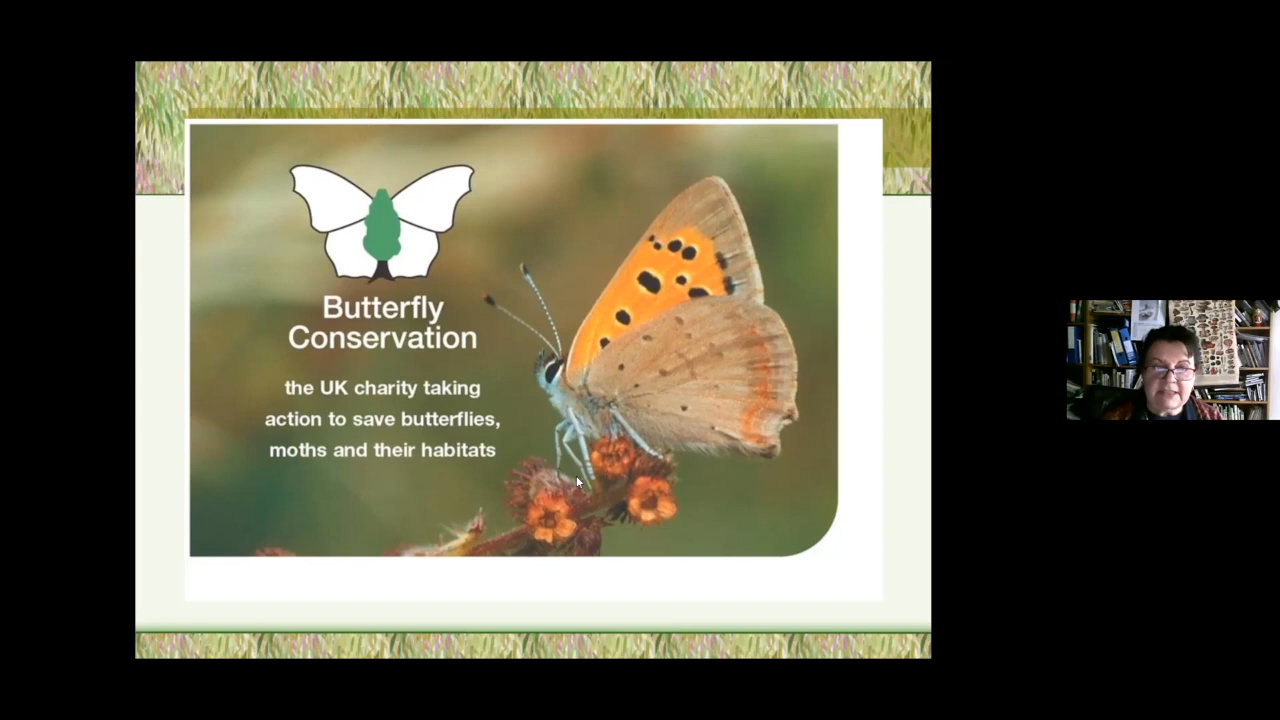 Butterfly
Conservation
the UK charity taking
action to save butterflies,
moths and their habitats